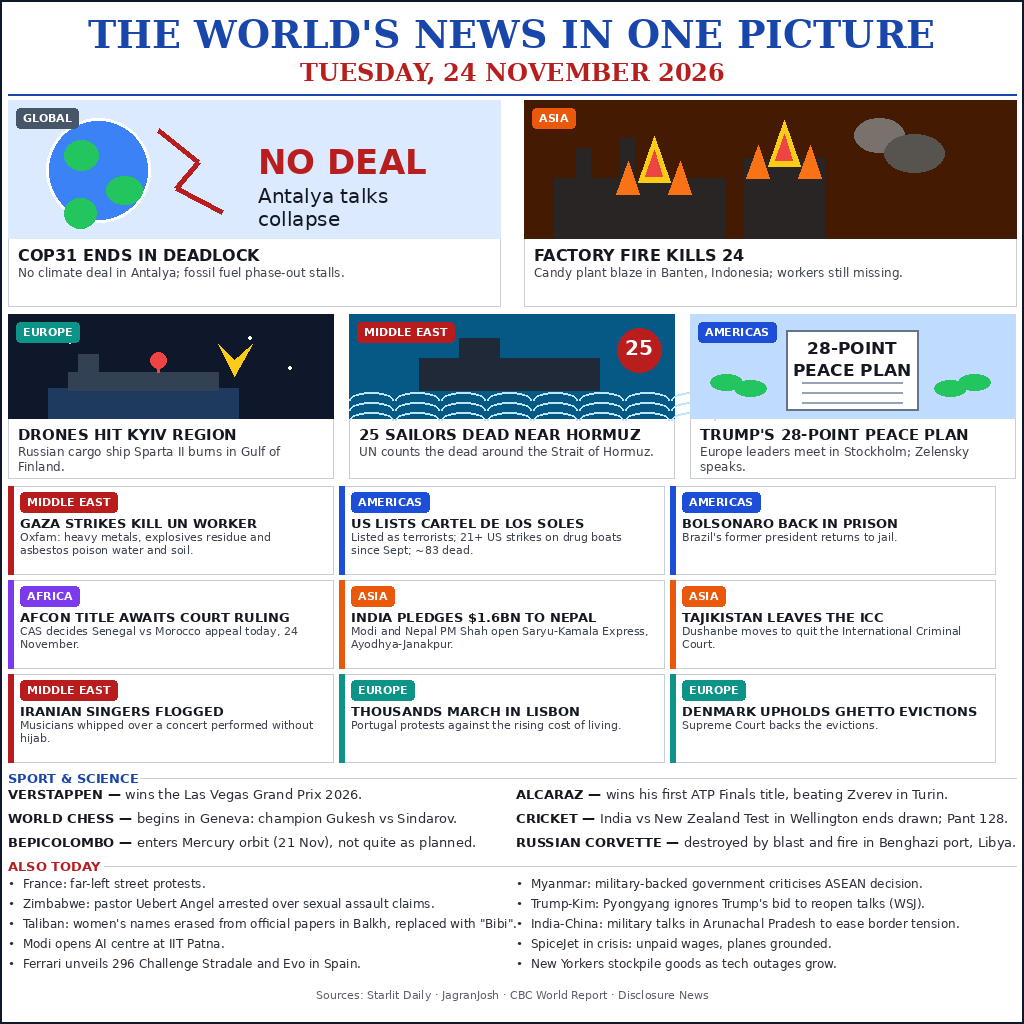 THE WORLD'S NEWS IN ONE PICTURE
TUESDAY, 24 NOVEMBER 2026
GLOBAL
NO DEAL
Antalya talks
collapse
COP31 ENDS IN DEADLOCK
No climate deal in Antalya; fossil fuel phase-out stalls.
ASIA
FACTORY FIRE KILLS 24
Candy plant blaze in Banten, Indonesia; workers still missing.
EUROPE
DRONES HIT KYIV REGION
Russian cargo ship Sparta II burns in Gulf of
Finland.
MIDDLE EAST
25
25 SAILORS DEAD NEAR HORMUZ
UN counts the dead around the Strait of Hormuz.
AMERICAS
28-POINT
PEACE PLAN
TRUMP'S 28-POINT PEACE PLAN
Europe leaders meet in Stockholm; Zelensky
speaks.
MIDDLE EAST
GAZA STRIKES KILL UN WORKER
Oxfam: heavy metals, explosives residue and
asbestos poison water and soil.
AMERICAS
US LISTS CARTEL DE LOS SOLES
Listed as terrorists; 21+ US strikes on drug boats
since Sept; ~83 dead.
AMERICAS
BOLSONARO BACK IN PRISON
Brazil's former president returns to jail.
AFRICA
AFCON TITLE AWAITS COURT RULING
CAS decides Senegal vs Morocco appeal today, 24
November.
ASIA
INDIA PLEDGES $1.6BN TO NEPAL
Modi and Nepal PM Shah open Saryu-Kamala Express,
Ayodhya-Janakpur.
ASIA
TAJIKISTAN LEAVES THE ICC
Dushanbe moves to quit the International Criminal
Court.
MIDDLE EAST
IRANIAN SINGERS FLOGGED
Musicians whipped over a concert performed without
hijab.
EUROPE
THOUSANDS MARCH IN LISBON
Portugal protests against the rising cost of living.
EUROPE
DENMARK UPHOLDS GHETTO EVICTIONS
Supreme Court backs the evictions.
SPORT & SCIENCE
VERSTAPPEN — wins the Las Vegas Grand Prix 2026.
WORLD CHESS — begins in Geneva: champion Gukesh vs Sindarov.
BEPICOLOMBO — enters Mercury orbit (21 Nov), not quite as planned.
ALCARAZ — wins his first ATP Finals title, beating Zverev in Turin.
CRICKET — India vs New Zealand Test in Wellington ends drawn; Pant 128.
RUSSIAN CORVETTE — destroyed by blast and fire in Benghazi port, Libya.
ALSO TODAY
• France: far-left street protests.
• Zimbabwe: pastor Uebert Angel arrested over sexual assault claims.
• Taliban: women's names erased from official papers in Balkh, replaced with "Bibi".
• Modi opens AI centre at IIT Patna.
• Ferrari unveils 296 Challenge Stradale and Evo in Spain.
• Myanmar: military-backed government criticises ASEAN decision.
• Trump-Kim: Pyongyang ignores Trump's bid to reopen talks (WSJ).
• India-China: military talks in Arunachal Pradesh to ease border tension.
• SpiceJet in crisis: unpaid wages, planes grounded.
• New Yorkers stockpile goods as tech outages grow.
Sources: Starlit Daily · JagranJosh · CBC World Report · Disclosure News